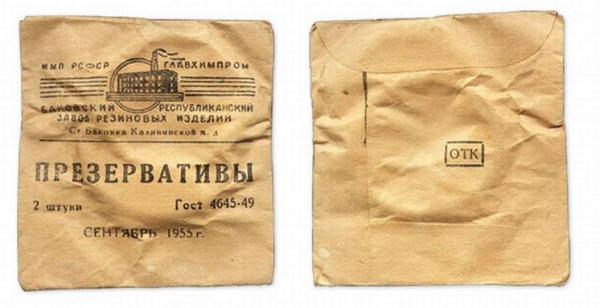 ММП РСФСР ГЛАВХИМПРОМ
БАКОВСКИЙ РЕСПУБЛИКАНСКИЙ
ЗАВОД РЕЗИНОВЫХ ИЗДЕЛИЙ
Ст Баковка Калининской ж. д
ПРЕЗЕРВАТИВЫ
2 штуки Гост 4645-49
СЕНТЯБРЬ 1955 г.
ОТК